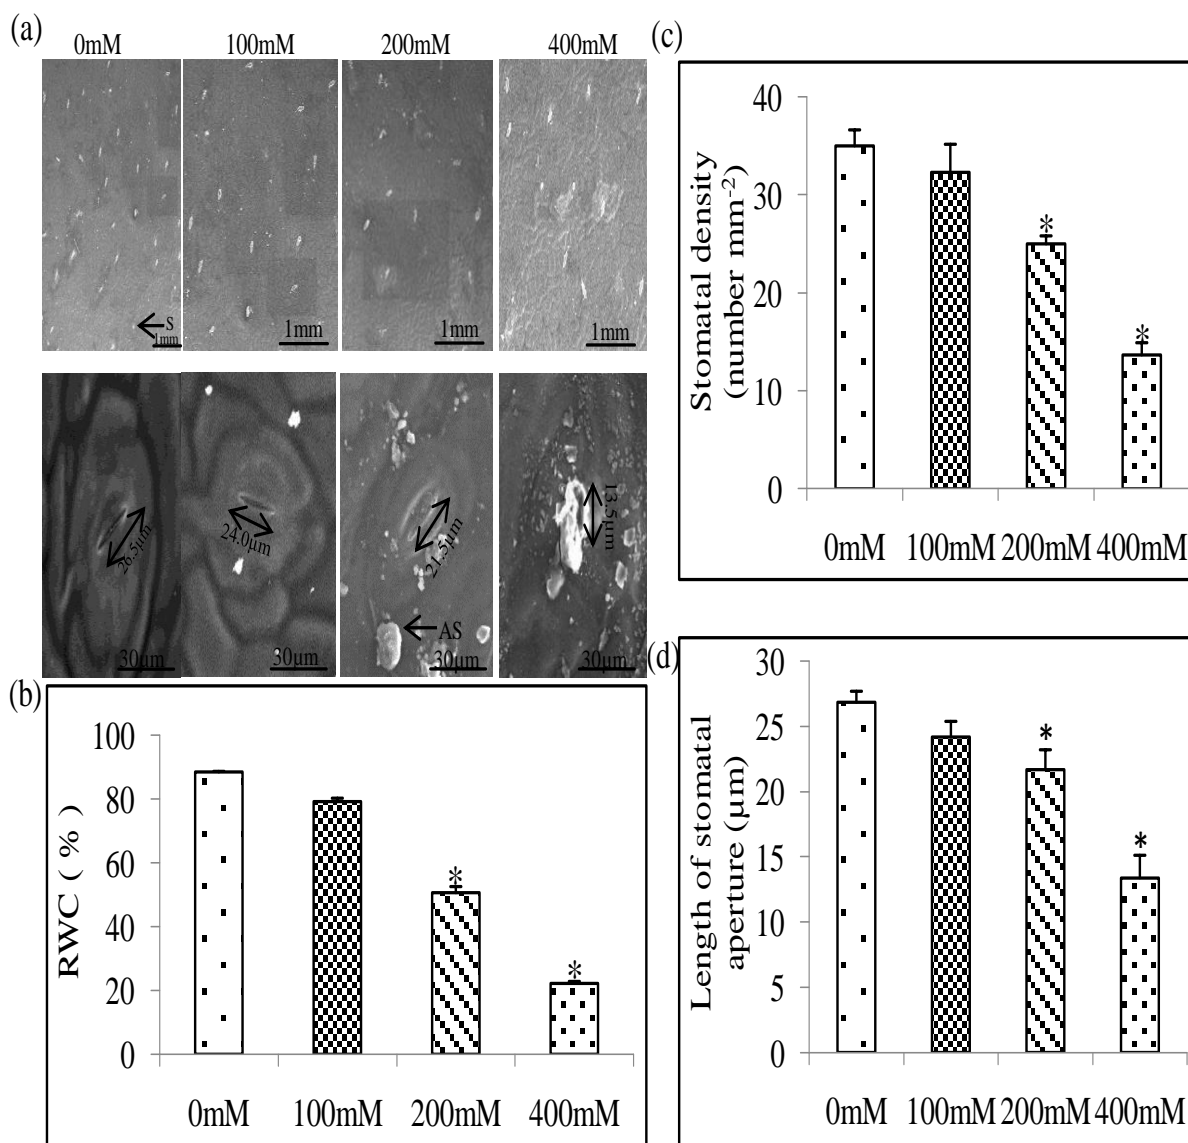 (a)
0mM 100mM 200mM 400mM
S
1mm 1mm 1mm 1mm
26.5µm 24.0µm 21.5µm 13.5µm
AS
30µm 30µm 30µm 30µm
(b)
RWC ( % )
100
80
60
40
20
0
* *
0mM 100mM 200mM 400mM
(c)
Stomatal density
(number mm⁻²)
40
30
20
10
0
* *
0mM 100mM 200mM 400mM
(d)
Length of stomatal
aperture (µm)
30
25
20
15
10
5
0
* *
0mM 100mM 200mM 400mM